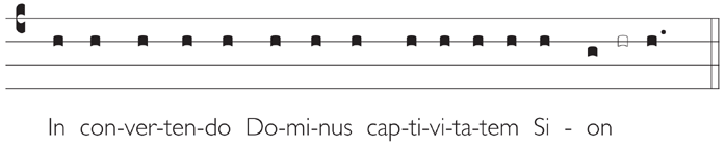 In con-ver-ten-do Do-mi-nus cap-ti-vi-ta-tem Si - on